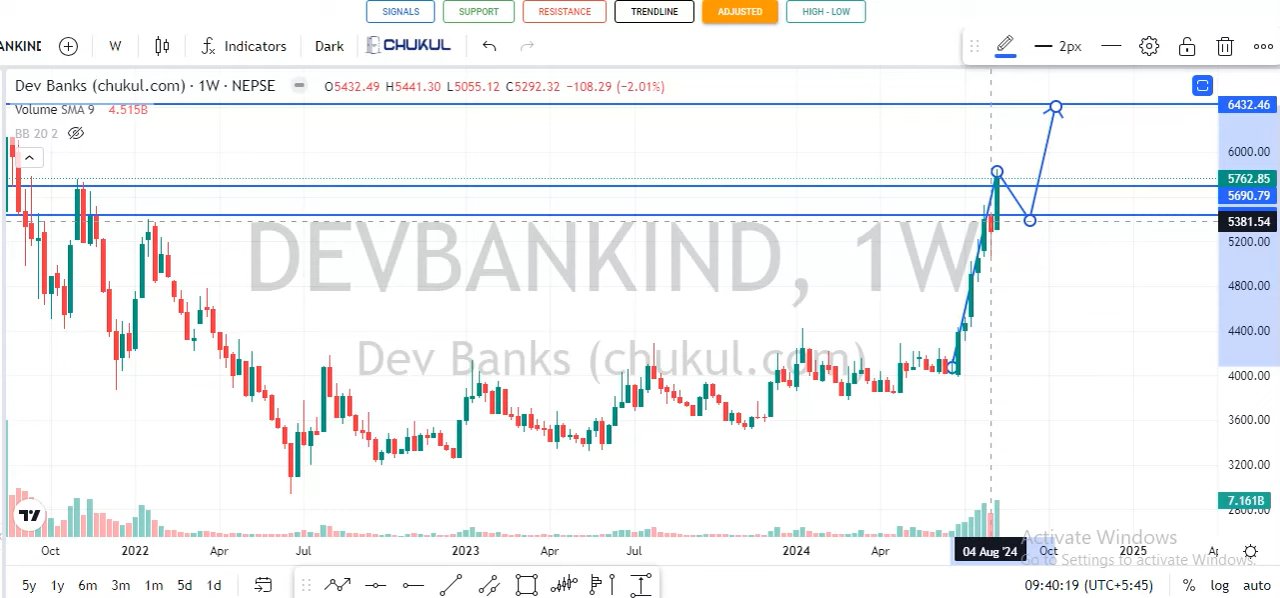 SIGNALS SUPPORT RESISTANCE TRENDLINE ADJUSTED HIGH - LOW
ANKIND W Indicators Dark CHUKUL 2px
Dev Banks (chukul.com) · 1W · NEPSE O5432.49 H5441.30 L5055.12 C5292.32 −108.29 (−2.01%)
Volume SMA 9 4.515B
BB 20 2
6432.46
6000.00
5762.85
5690.79
5381.54
5200.00
4800.00
4400.00
4000.00
3600.00
3200.00
2800.00
7.161B
DEVBANKIND, 1W
Dev Banks (chukul.com)
Activate Windows
Go to Settings to activate Windows.
Oct 2022 Apr Jul 2023 Apr Jul 2024 Apr 04 Aug '24 Oct 2025 A
5y 1y 6m 3m 1m 5d 1d 09:40:19 (UTC+5:45) % log auto